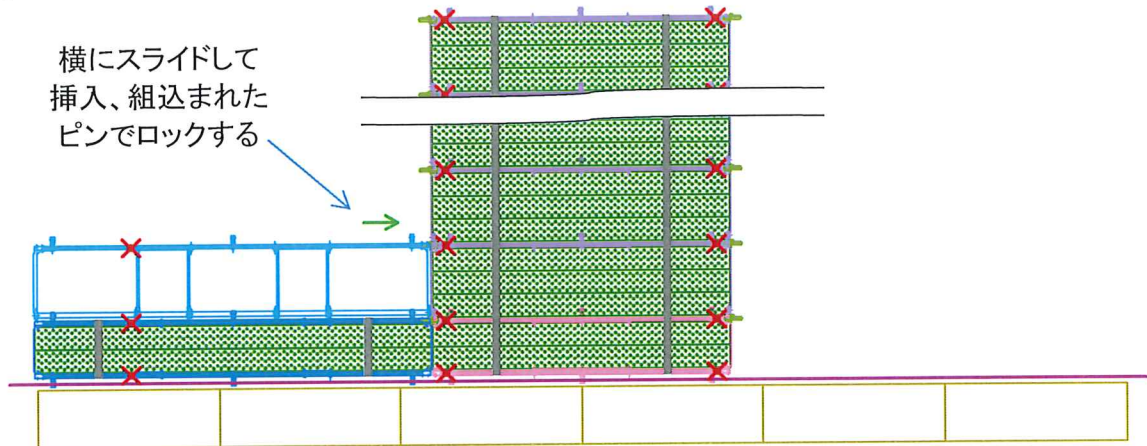 横にスライドして
挿入、組込まれた
ピンでロックする